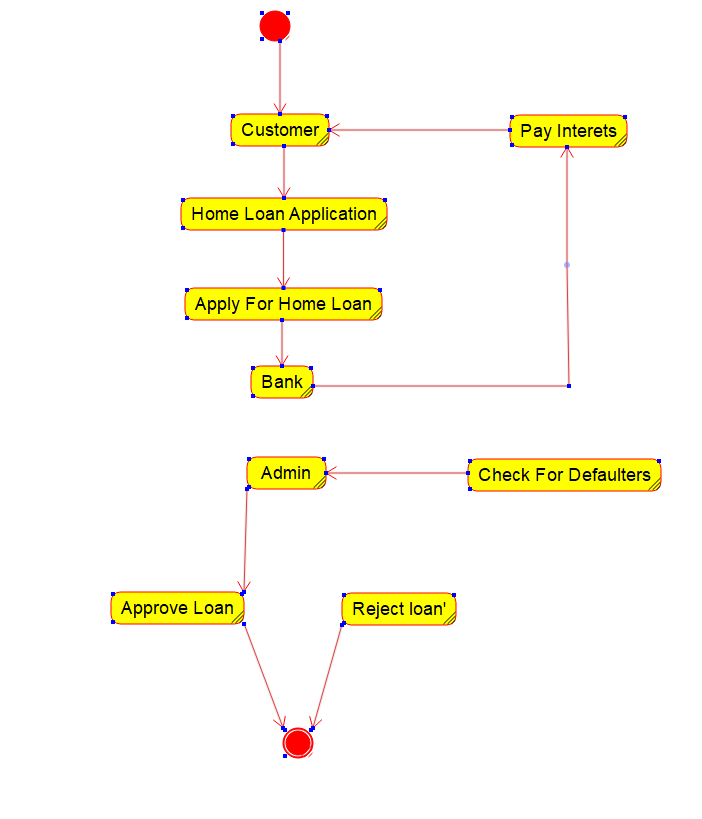 Customer
Pay Interets
Home Loan Application
Apply For Home Loan
Bank
Admin
Check For Defaulters
Approve Loan
Reject loan'